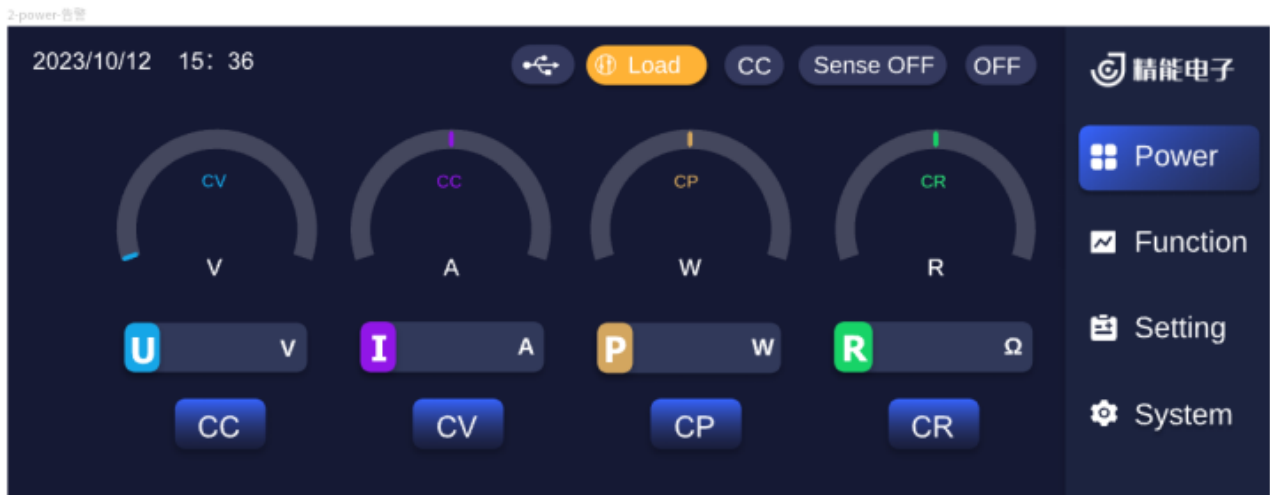 2-power-告警
2023/10/12 15: 36
Load CC Sense OFF OFF
精能电子
CV CC CP CR
V A W R
U V I A P W R Ω
CC CV CP CR
Power
Function
Setting
System